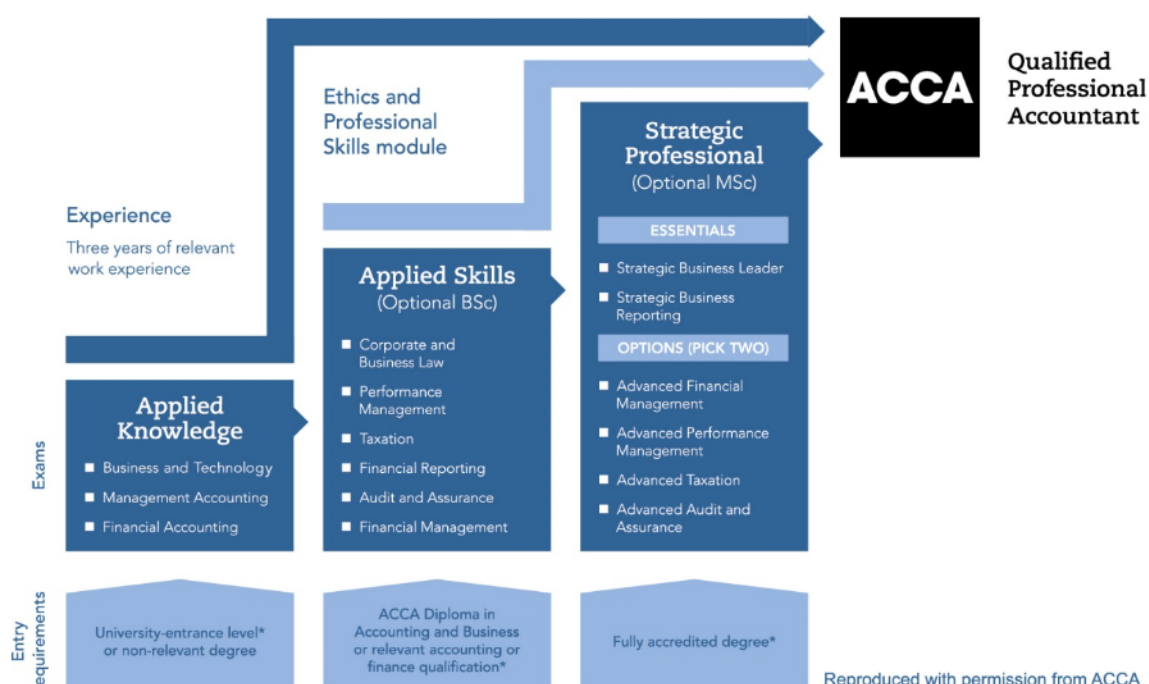 Ethics and
Professional
Skills module
ACCA
Qualified
Professional
Accountant
Experience
Three years of relevant
work experience
Exams
Applied
Knowledge
Business and Technology
Management Accounting
Financial Accounting
Applied Skills
(Optional BSc)
Corporate and
Business Law
Performance
Management
Taxation
Financial Reporting
Audit and Assurance
Financial Management
Strategic
Professional
(Optional MSc)
ESSENTIALS
Strategic Business Leader
Strategic Business
Reporting
OPTIONS (PICK TWO)
Advanced Financial
Management
Advanced Performance
Management
Advanced Taxation
Advanced Audit and
Assurance
Entry
equirements
University-entrance level*
or non-relevant degree
ACCA Diploma in
Accounting and Business
or relevant accounting or
finance qualification*
Fully accredited degree*
Reproduced with permission from ACCA